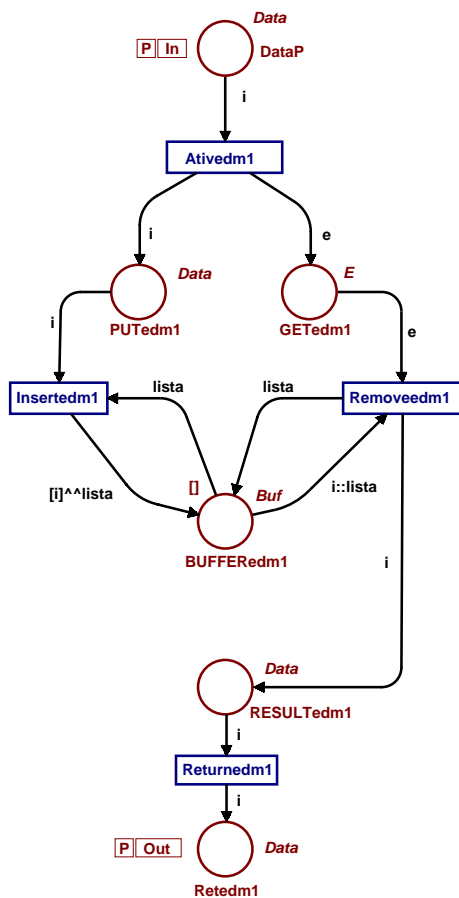 Data
P In
DataP
i
Ativedm1
i
e
Data
E
PUTedm1
GETedm1
i
e
Insertedm1
lista
lista
Removeedm1
[i]^^lista
[]
Buf
i::lista
BUFFERedm1
i
Data
RESULTedm1
i
Returnedm1
i
P Out
Data
Retedm1